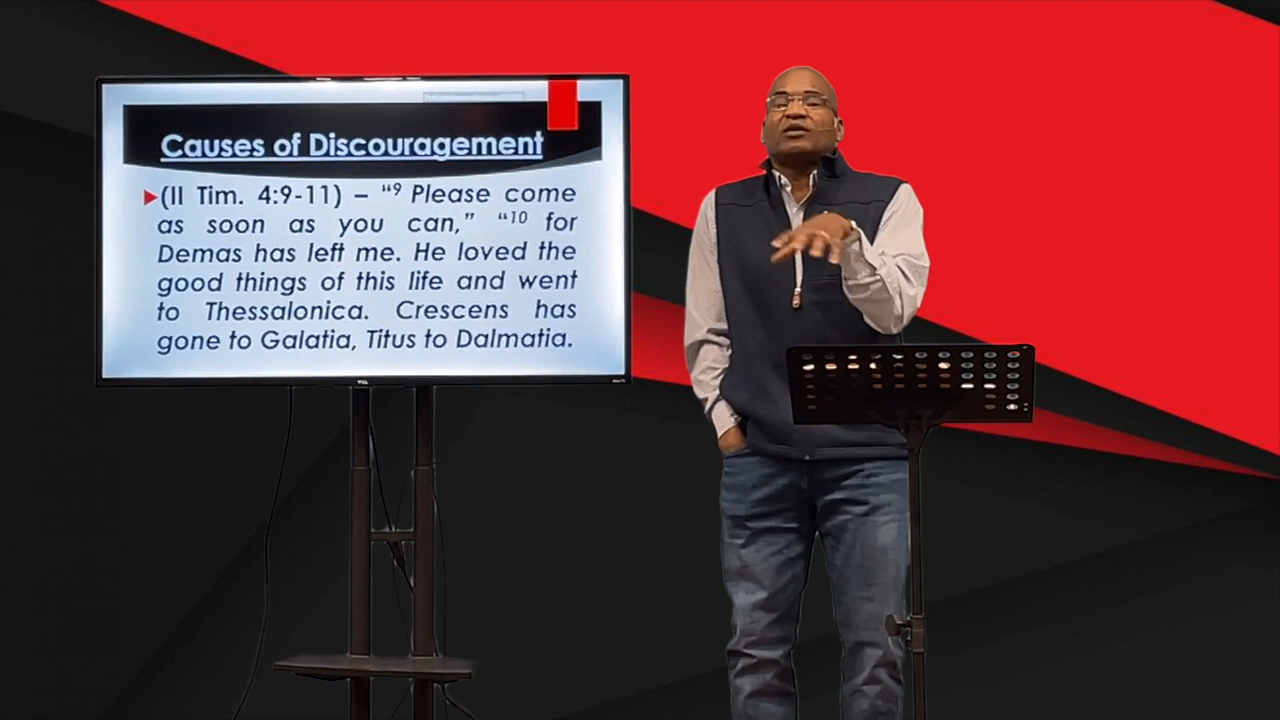 Causes of Discouragement
(II Tim. 4:9-11) – “⁹ Please come
as soon as you can,” “¹⁰ for
Demas has left me. He loved the
good things of this life and went
to Thessalonica. Crescens has
gone to Galatia, Titus to Dalmatia.
TCL